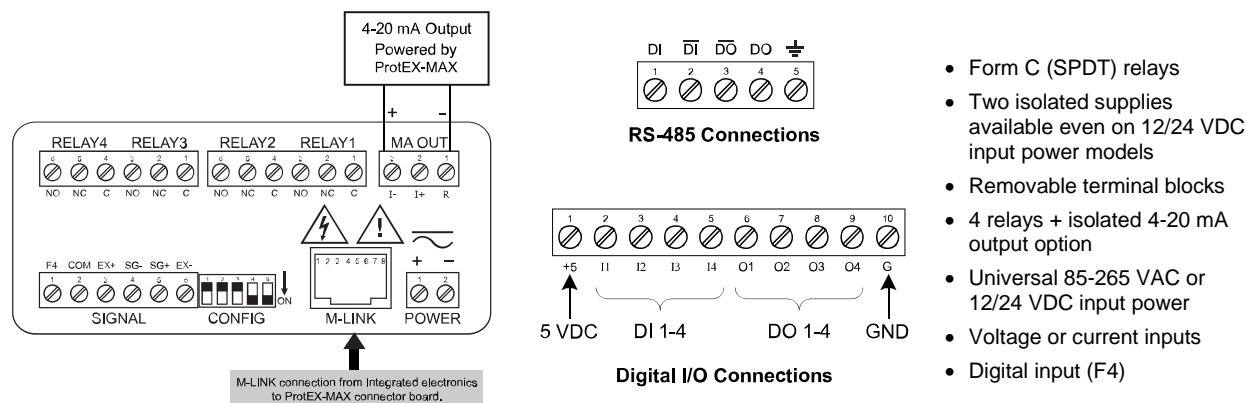 4-20 mA Output
Powered by
ProtEX-MAX
+ -
RELAY4 RELAY3 RELAY2 RELAY1 MA OUT
6 5 4 3 2 1 6 5 4 3 2 1 3 2 1
NO NC C NO NC C NO NC C NO NC C I- I+ R
+ -
F4 COM EX+ SG- SG+ EX-
1 2 3 4 5 6
1 2 3 4 5
ON
1 2 3 4 5 6 7 8
1 2
SIGNAL CONFIG M-LINK POWER
M-LINK connection from Integrated electronics
to ProtEX-MAX connector board.
DI D̅I̅ D̅O̅ DO
1 2 3 4 5
RS-485 Connections
1 2 3 4 5 6 7 8 9 10
+5 I1 I2 I3 I4 O1 O2 O3 O4 G
5 VDC DI 1-4 DO 1-4 GND
Digital I/O Connections
• Form C (SPDT) relays
• Two isolated supplies
available even on 12/24 VDC
input power models
• Removable terminal blocks
• 4 relays + isolated 4-20 mA
output option
• Universal 85-265 VAC or
12/24 VDC input power
• Voltage or current inputs
• Digital input (F4)